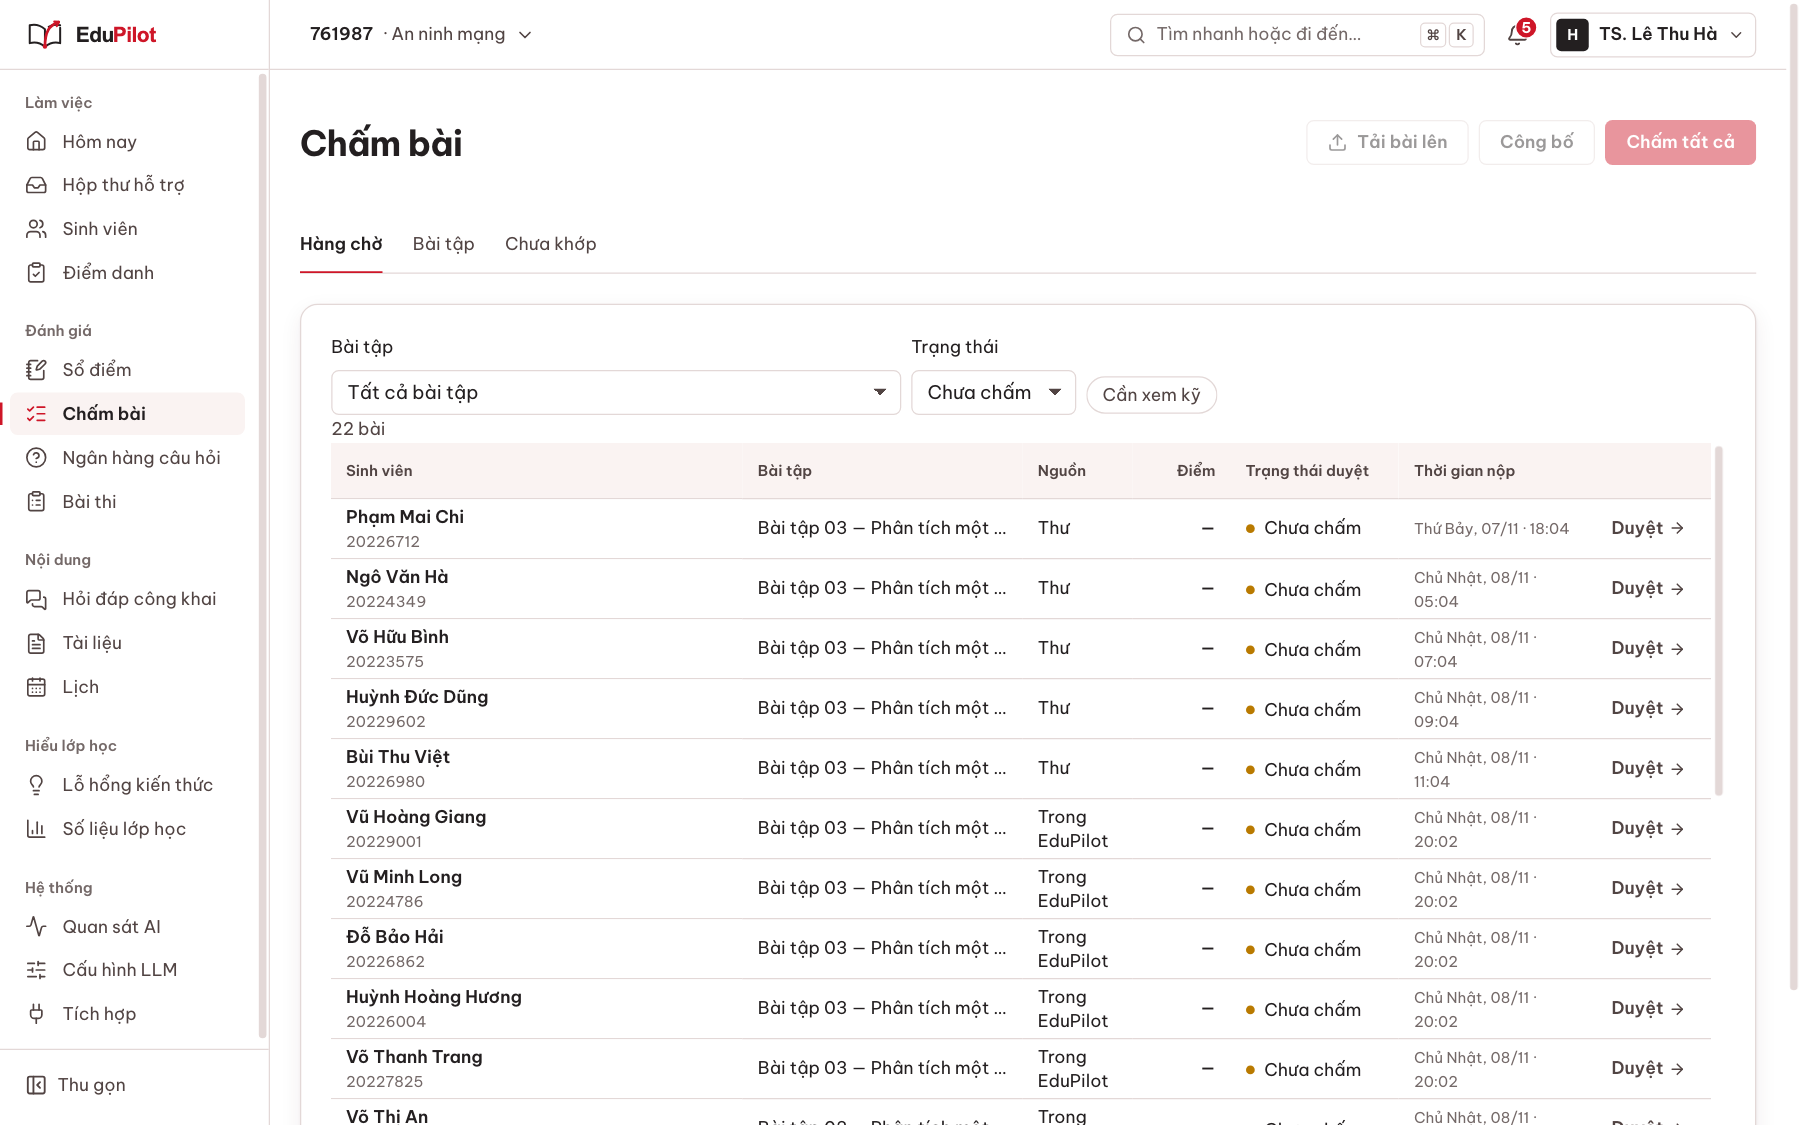 EduPilot
761987 · An ninh mạng
Tìm nhanh hoặc đi đến...
⌘ K
5
H TS. Lê Thu Hà
Làm việc
Hôm nay
Hộp thư hỗ trợ
Sinh viên
Điểm danh
Đánh giá
Sổ điểm
Chấm bài
Ngân hàng câu hỏi
Bài thi
Nội dung
Hỏi đáp công khai
Tài liệu
Lịch
Hiểu lớp học
Lỗ hổng kiến thức
Số liệu lớp học
Hệ thống
Quan sát AI
Cấu hình LLM
Tích hợp
Thu gọn
Chấm bài
Tải bài lên
Công bố
Chấm tất cả
Hàng chờ Bài tập Chưa khớp
Bài tập Trạng thái
Tất cả bài tập Chưa chấm Cần xem kỹ
22 bài
Sinh viên Bài tập Nguồn Điểm Trạng thái duyệt Thời gian nộp
Phạm Mai Chi
20226712
Bài tập 03 — Phân tích một ... Thư — Chưa chấm Thứ Bảy, 07/11 · 18:04 Duyệt →
Ngô Văn Hà
20224349
Bài tập 03 — Phân tích một ... Thư — Chưa chấm Chủ Nhật, 08/11 ·
05:04
Duyệt →
Võ Hữu Bình
20223575
Bài tập 03 — Phân tích một ... Thư — Chưa chấm Chủ Nhật, 08/11 ·
07:04
Duyệt →
Huỳnh Đức Dũng
20229602
Bài tập 03 — Phân tích một ... Thư — Chưa chấm Chủ Nhật, 08/11 ·
09:04
Duyệt →
Bùi Thu Việt
20226980
Bài tập 03 — Phân tích một ... Thư — Chưa chấm Chủ Nhật, 08/11 ·
11:04
Duyệt →
Vũ Hoàng Giang
20229001
Bài tập 03 — Phân tích một ... Trong
EduPilot
— Chưa chấm Chủ Nhật, 08/11 ·
20:02
Duyệt →
Vũ Minh Long
20224786
Bài tập 03 — Phân tích một ... Trong
EduPilot
— Chưa chấm Chủ Nhật, 08/11 ·
20:02
Duyệt →
Đỗ Bảo Hải
20226862
Bài tập 03 — Phân tích một ... Trong
EduPilot
— Chưa chấm Chủ Nhật, 08/11 ·
20:02
Duyệt →
Huỳnh Hoàng Hương
20226004
Bài tập 03 — Phân tích một ... Trong
EduPilot
— Chưa chấm Chủ Nhật, 08/11 ·
20:02
Duyệt →
Võ Thanh Trang
20227825
Bài tập 03 — Phân tích một ... Trong
EduPilot
— Chưa chấm Chủ Nhật, 08/11 ·
20:02
Duyệt →
Võ Thị An
Trong
Chủ Nhật, 08/11 ·